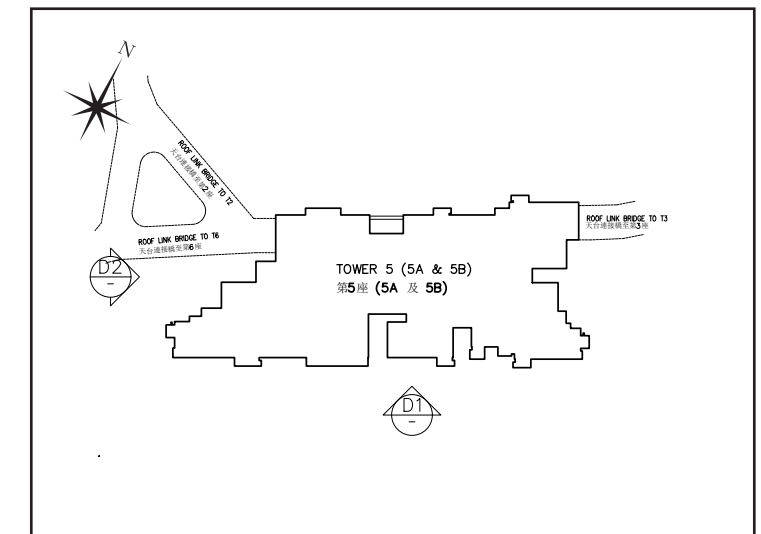 N
ROOF LINK BRIDGE TO T2
天台連接橋至第2座
ROOF LINK BRIDGE TO T6
天台連接橋至第6座
ROOF LINK BRIDGE TO T3
天台連接橋至第3座
D2
-
TOWER 5 (5A & 5B)
第5座 (5A 及 5B)
D1
-